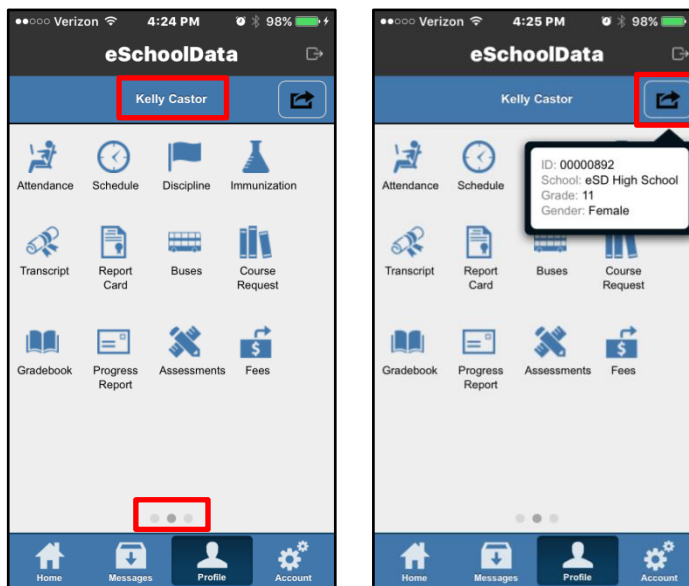 Verizon 4:24 PM 98%
eSchoolData
Kelly Castor
Attendance Schedule Discipline Immunization
Transcript Report Card Buses Course Request
Gradebook Progress Report Assessments Fees
Home Messages Profile Account
Verizon 4:25 PM 98%
eSchoolData
Kelly Castor
ID: 00000892
School: eSD High School
Grade: 11
Gender: Female
Attendance Schedule
Transcript Report Card Buses Course Request
Gradebook Progress Report Assessments Fees
Home Messages Profile Account